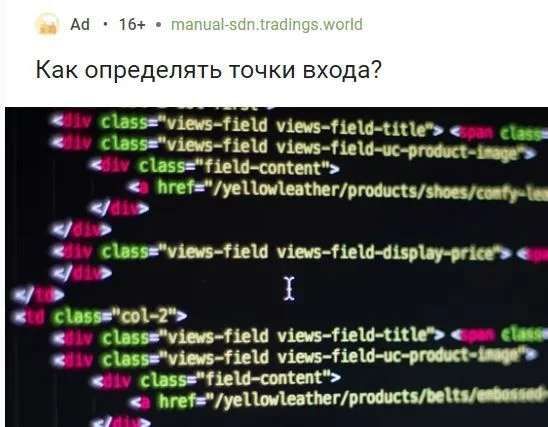 Ad • 16+ • manual-sdn.tradings.world
Как определять точки входа?
<div class="views-field views-field-title"> <span class=
<div class="views-field views-field-uc-product-image">
<div class="field-content">
<a href="/yellowleather/products/shoes/comfy-lea
</div>
</div>
<div class="views-field views-field-display-price"> <spa
</div>
</td>
<td class="col-2">
<div class="views-field views-field-title"> <span class=
<div class="views-field views-field-uc-product-image">
<div class="field-content">
<a href="/yellowleather/products/belts/embossed-
</div>